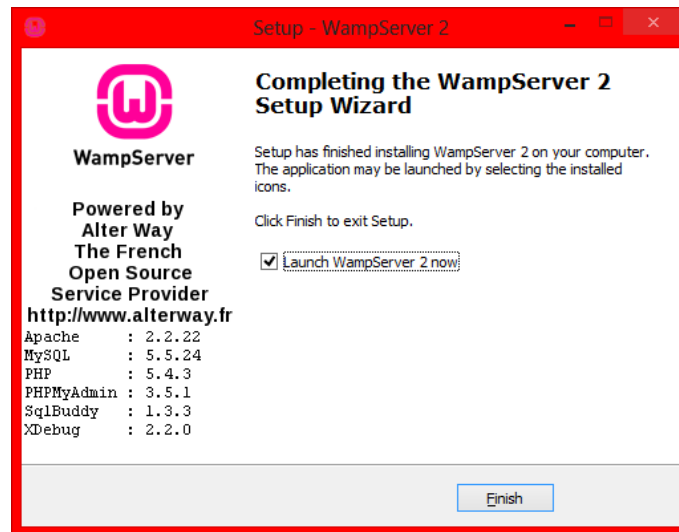 Setup - WampServer 2
WampServer
Powered by
Alter Way
The French
Open Source
Service Provider
http://www.alterway.fr
Apache : 2.2.22
MySQL : 5.5.24
PHP : 5.4.3
PHPMyAdmin : 3.5.1
SqlBuddy : 1.3.3
XDebug : 2.2.0
Completing the WampServer 2
Setup Wizard
Setup has finished installing WampServer 2 on your computer.
The application may be launched by selecting the installed
icons.
Click Finish to exit Setup.
Launch WampServer 2 now
Finish